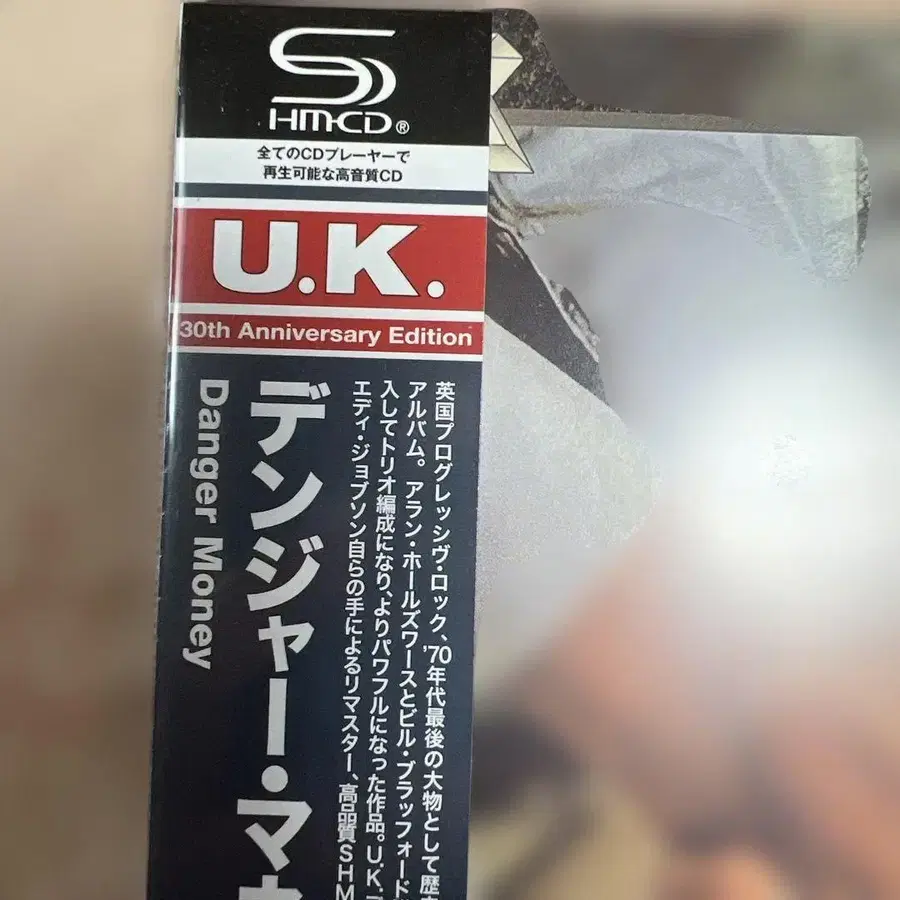 SHM-CD®
全てのCDプレーヤーで
再生可能な高音質CD
U.K.
30th Anniversary Edition
英国プログレッシヴ・ロック、'70年代最後の大物として歴
アルバム。アラン・ホールズワースとビル・ブラッフォード
入してトリオ編成になり、よりパワフルになった作品。U.K.
エディ・ジョブソン自らの手によるリマスター、高品質SHM
デンジャー・マ
Danger Money